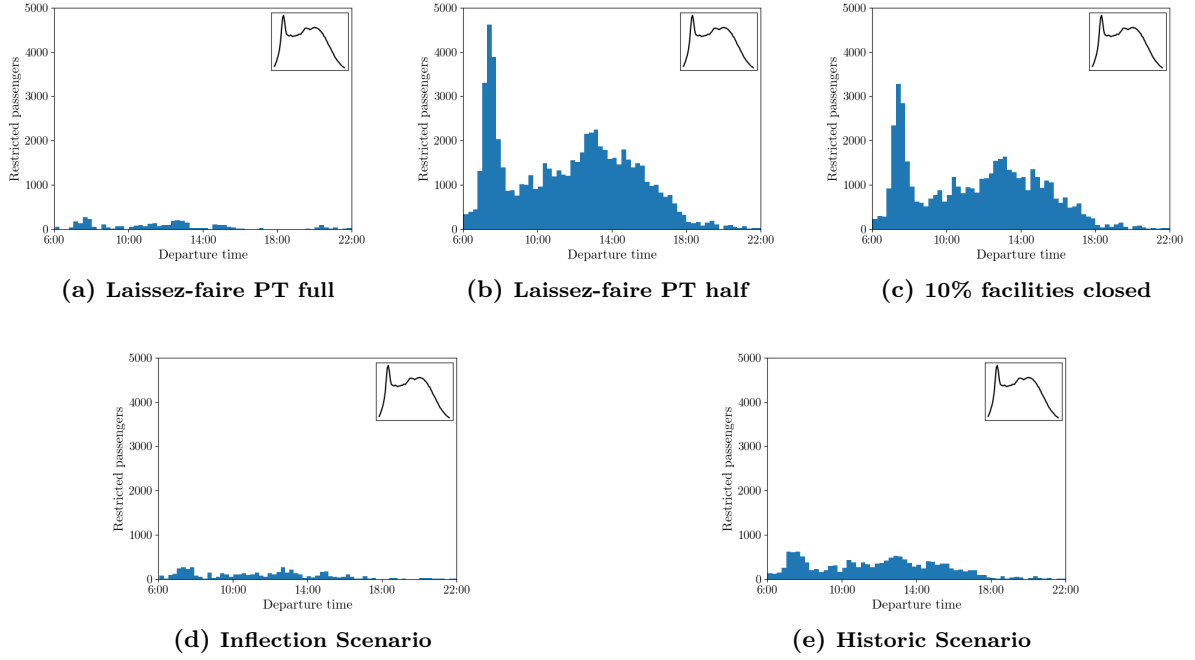 5000
4000
3000
2000
1000
0
Restricted passengers
6:00 10:00 14:00 18:00 22:00
Departure time
(a) Laissez-faire PT full
5000
4000
3000
2000
1000
0
Restricted passengers
6:00 10:00 14:00 18:00 22:00
Departure time
(b) Laissez-faire PT half
5000
4000
3000
2000
1000
0
Restricted passengers
6:00 10:00 14:00 18:00 22:00
Departure time
(c) 10% facilities closed
5000
4000
3000
2000
1000
0
Restricted passengers
6:00 10:00 14:00 18:00 22:00
Departure time
(d) Inflection Scenario
5000
4000
3000
2000
1000
0
Restricted passengers
6:00 10:00 14:00 18:00 22:00
Departure time
(e) Historic Scenario